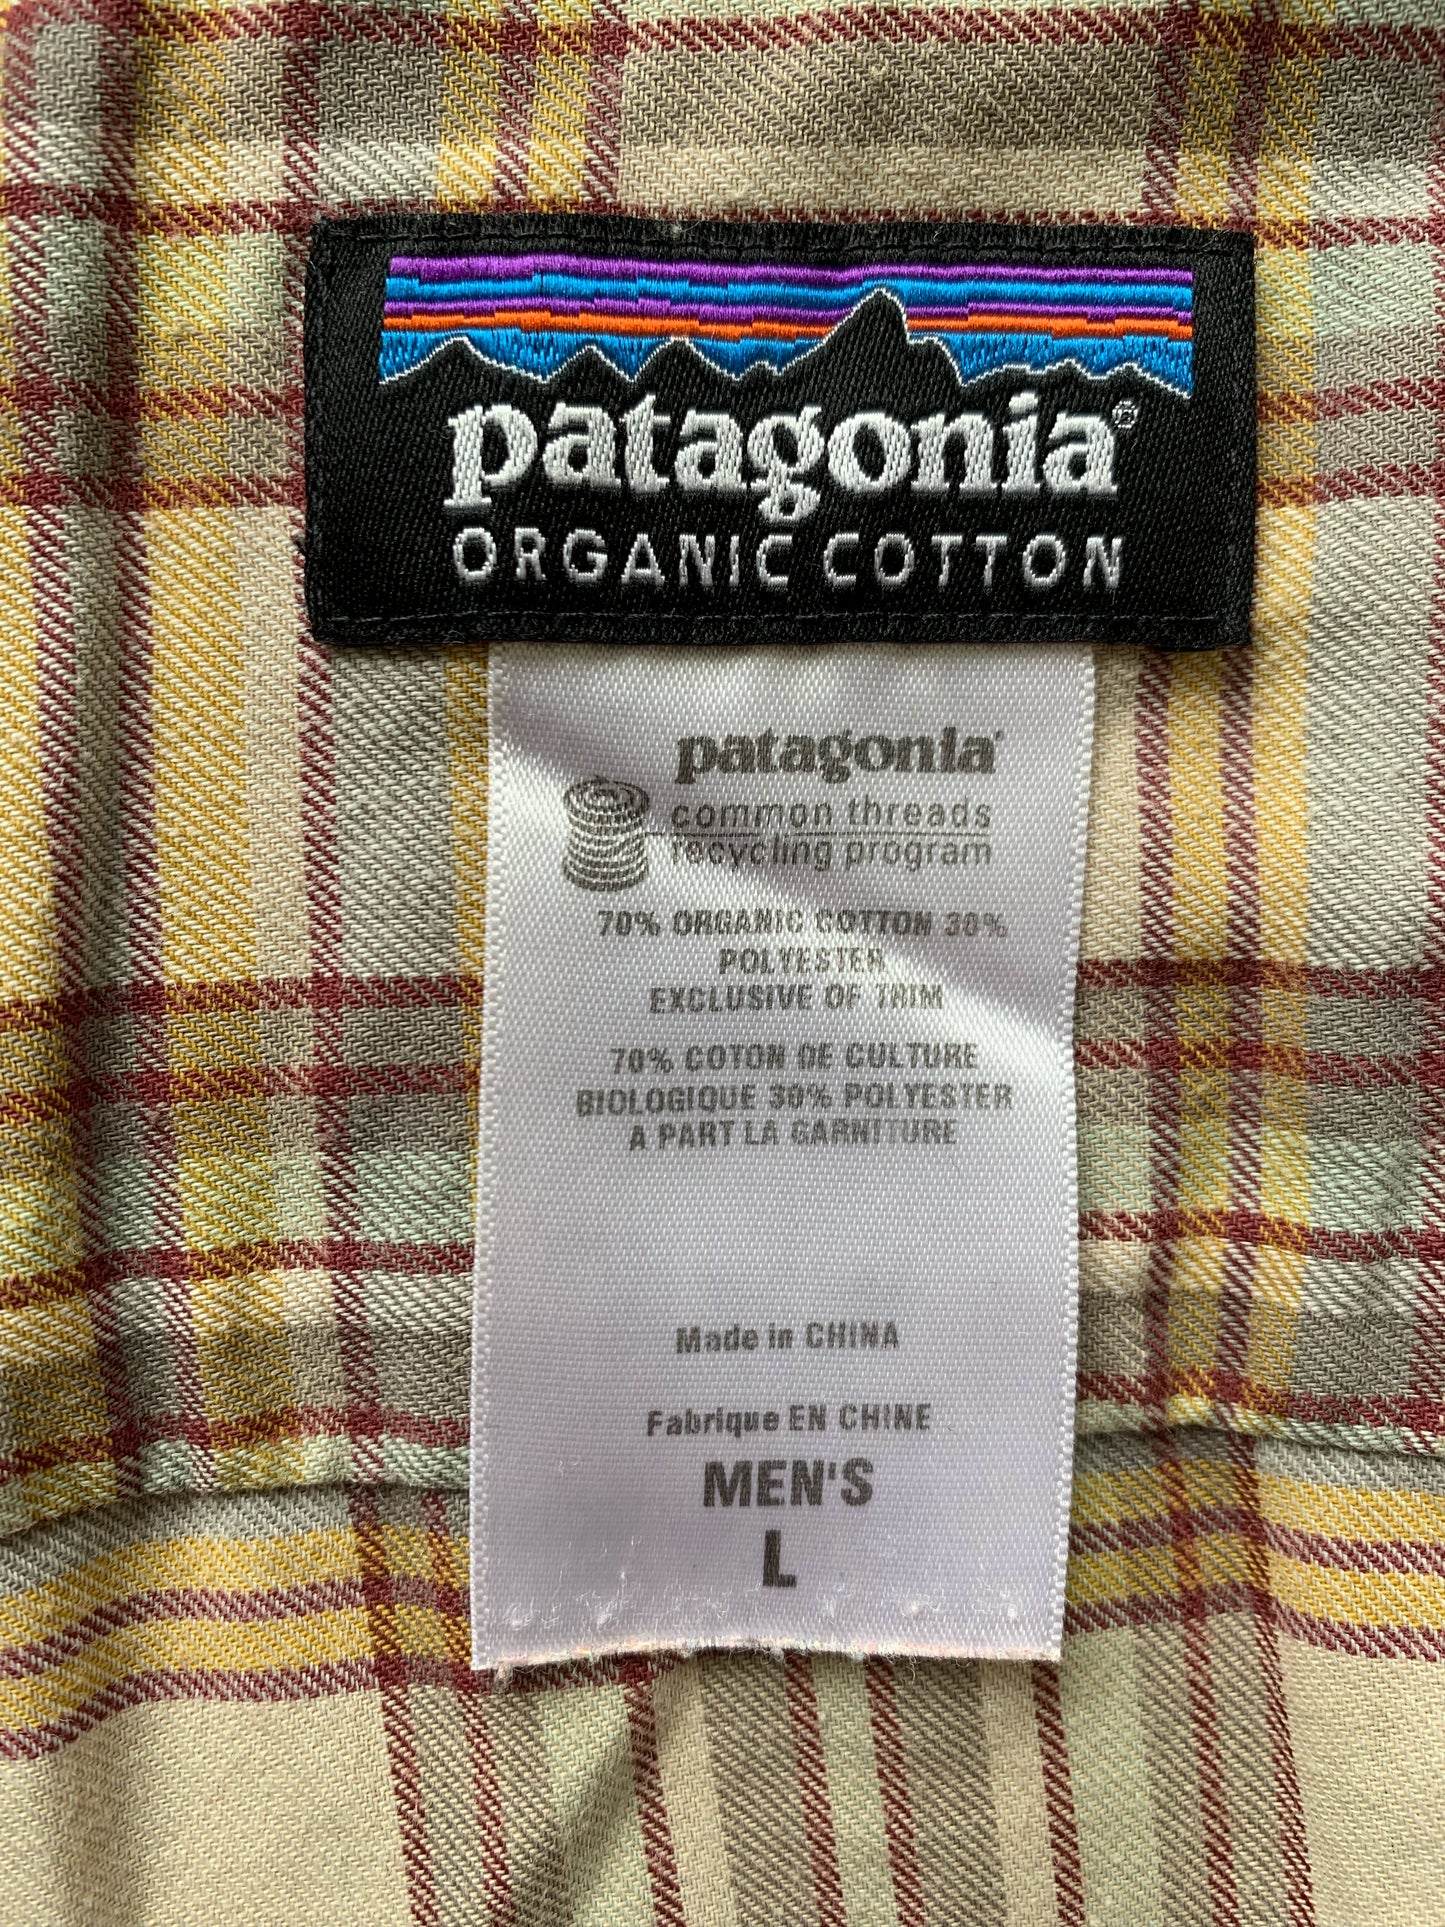 patagonia®
ORGANIC COTTON
patagonia®
common threads
recycling program
70% ORGANIC COTTON 30%
POLYESTER
EXCLUSIVE OF TRIM
70% COTON DE CULTURE
BIOLOGIQUE 30% POLYESTER
A PART LA GARNITURE
Made in CHINA
Fabrique EN CHINE
MEN'S
L